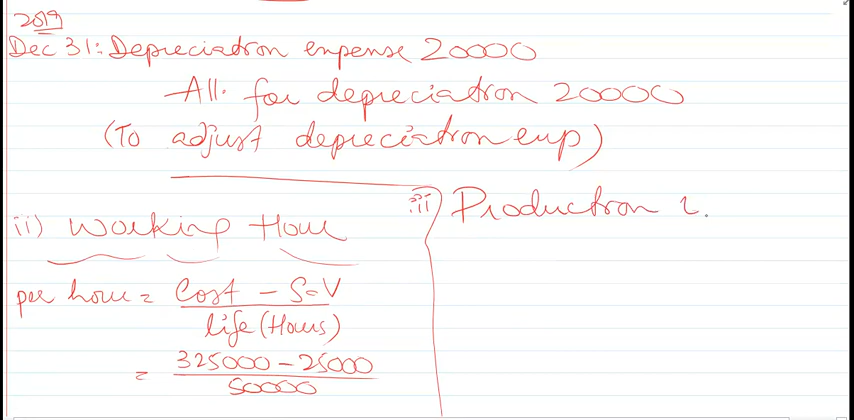 2019
Dec 31: Depreciation expense 20000
All. for depreciation 20000
(To adjust depreciation exp)
ii) Working Hour
per hour = Cost - S=V
life (Hours)
= 325000 - 25000
50000
iii Production